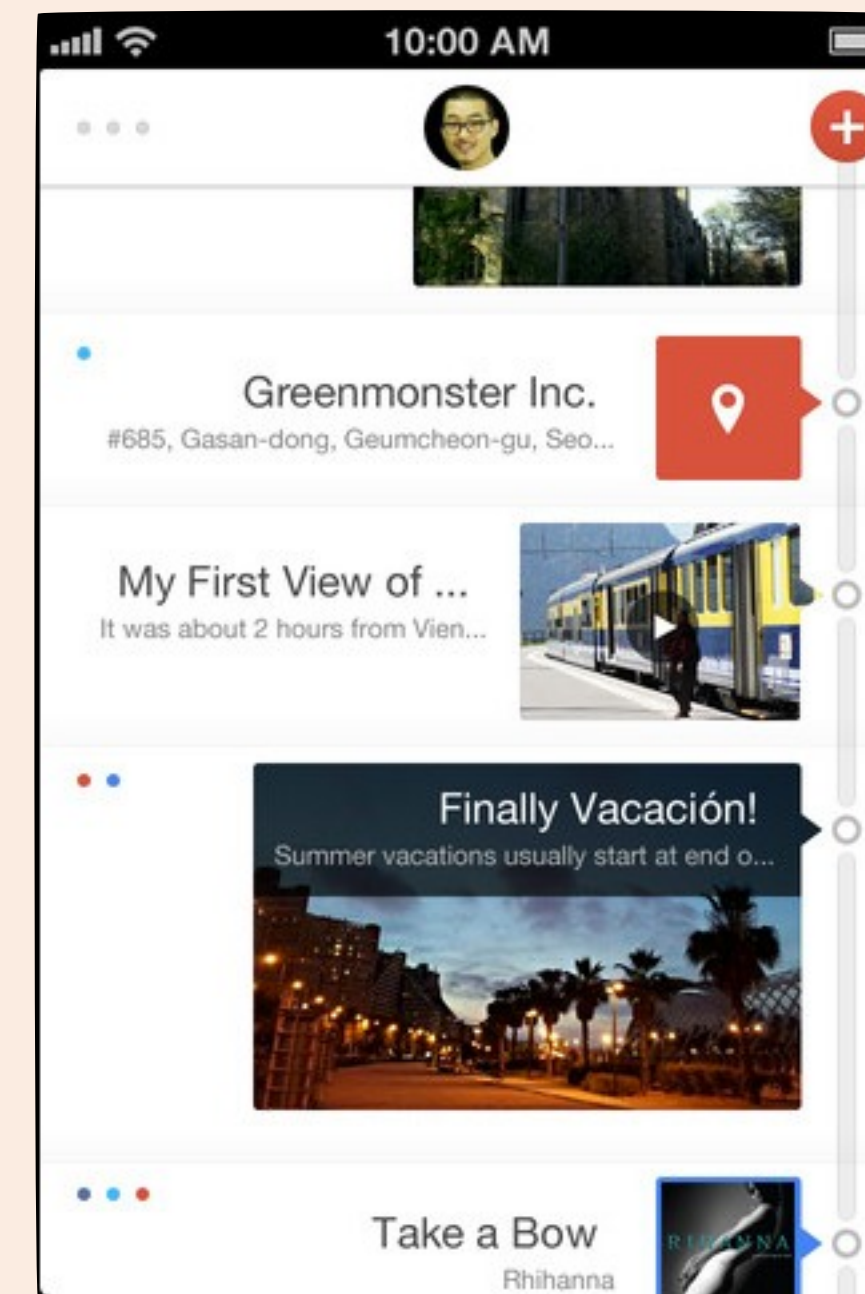 10:00 AM
Greenmonster Inc.
#685, Gasan-dong, Geumcheon-gu, Seo...
My First View of ...
It was about 2 hours from Vien...
Finally Vacación!
Summer vacations usually start at end o...
Take a Bow
RIHANNA
Rhihanna